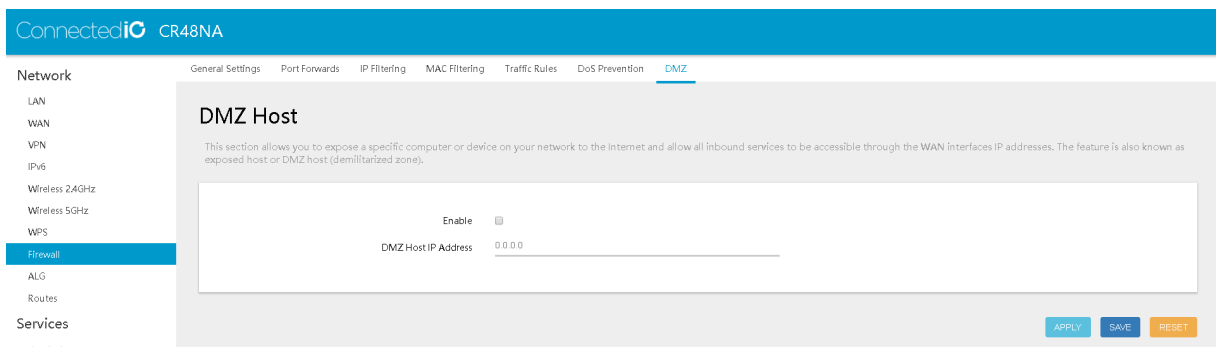 ConnectediO CR48NA
Network
LAN
WAN
VPN
IPv6
Wireless 2.4GHz
Wireless 5GHz
WPS
Firewall
ALG
Routes
Services
General Settings Port Forwards IP Filtering MAC Filtering Traffic Rules DoS Prevention DMZ
DMZ Host
This section allows you to expose a specific computer or device on your network to the Internet and allow all inbound services to be accessible through the WAN interfaces IP addresses. The feature is also known as
exposed host or DMZ host (demilitarized zone).
Enable
DMZ Host IP Address 0.0.0.0
APPLY SAVE RESET